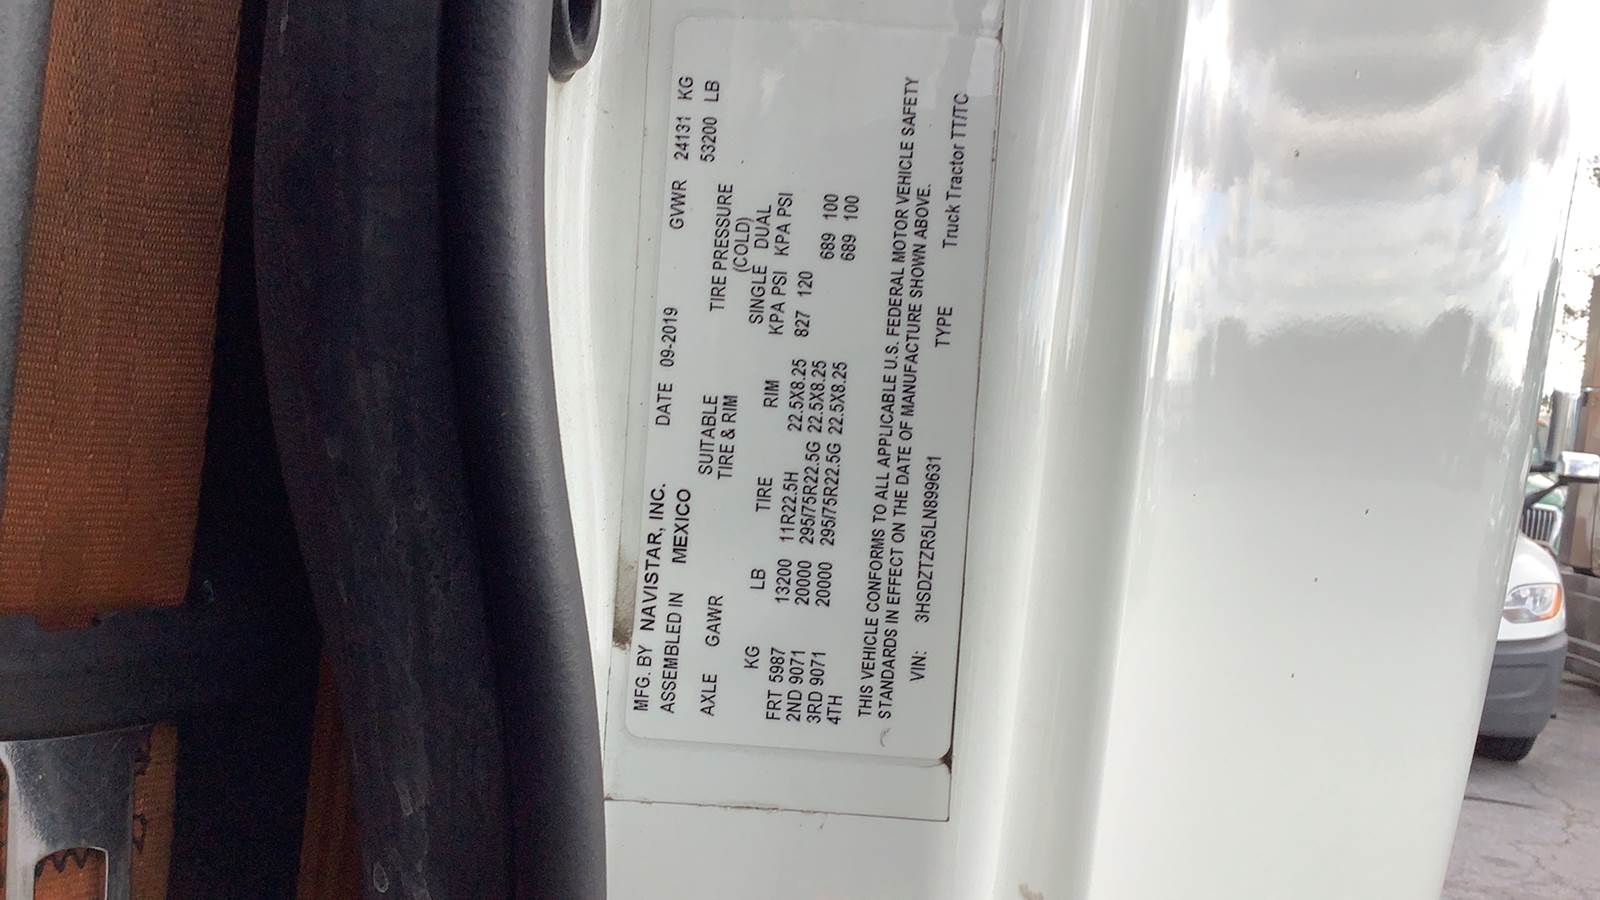 MFG. BY NAVISTAR, INC. DATE 09-2019 GVWR 24131 KG
ASSEMBLED IN MEXICO 53200 LB
AXLE GAWR SUITABLE TIRE PRESSURE
TIRE & RIM (COLD)
SINGLE DUAL
KG LB TIRE RIM KPA PSI KPA PSI
FRT 5987 13200 11R22.5H 22.5X8.25 827 120
2ND 9071 20000 295/75R22.5G 22.5X8.25 689 100
3RD 9071 20000 295/75R22.5G 22.5X8.25 689 100
4TH
THIS VEHICLE CONFORMS TO ALL APPLICABLE U.S. FEDERAL MOTOR VEHICLE SAFETY
STANDARDS IN EFFECT ON THE DATE OF MANUFACTURE SHOWN ABOVE.
VIN: 3HSDZTZR5LN899631 TYPE Truck Tractor TT/TC